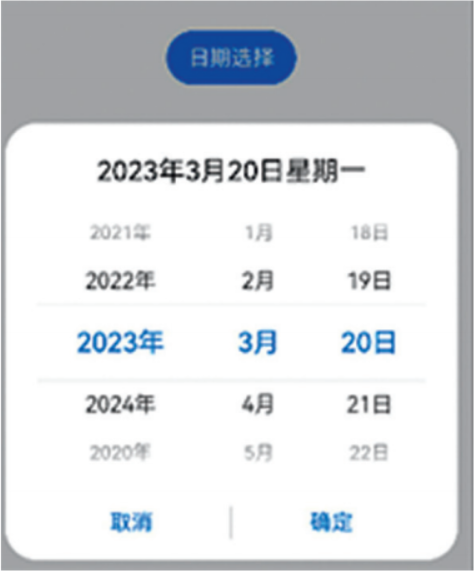 日期选择
2023年3月20日星期一
2021年 1月 18日
2022年 2月 19日
2023年 3月 20日
2024年 4月 21日
2020年 5月 22日
取消 确定